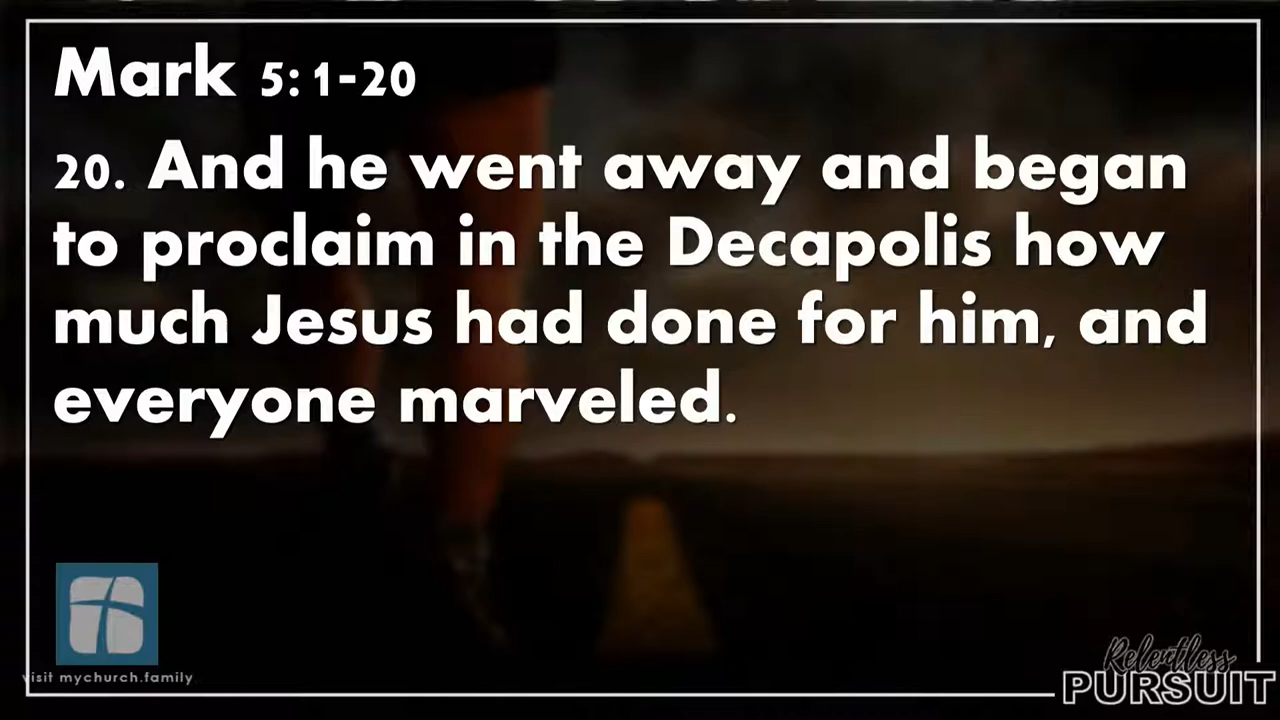 Mark 5:1-20
20. And he went away and began
to proclaim in the Decapolis how
much Jesus had done for him, and
everyone marveled.
visit mychurch.family
Relentless
PURSUIT